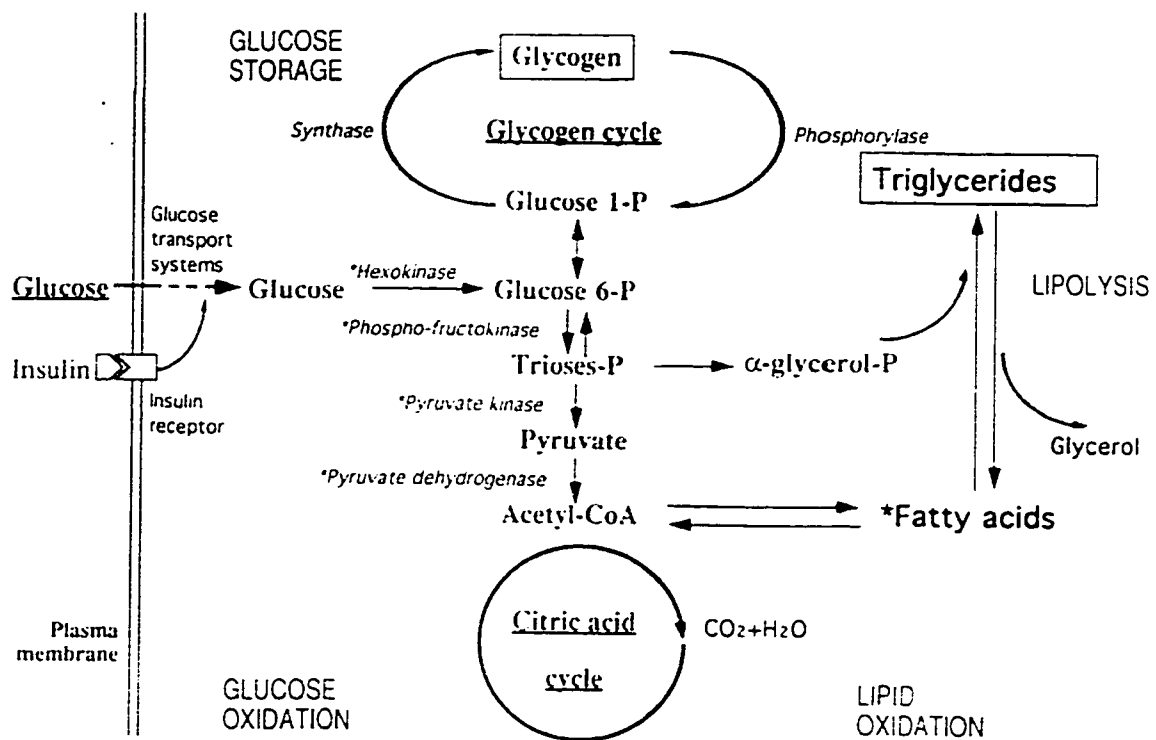 GLUCOSE
STORAGE
Glycogen
Synthase
Glycogen cycle
Phosphorylase
Triglycerides
Glucose 1-P
Glucose
transport
systems
Glucose
Glucose
*Hexokinase
Glucose 6-P
LIPOLYSIS
*Phospho-fructokinase
Insulin
Trioses-P
α-glycerol-P
Insulin
receptor
*Pyruvate kinase
Pyruvate
Glycerol
*Pyruvate dehydrogenase
Acetyl-CoA
*Fatty acids
Citric acid
cycle
CO2+H2O
Plasma
membrane
GLUCOSE
OXIDATION
LIPID
OXIDATION